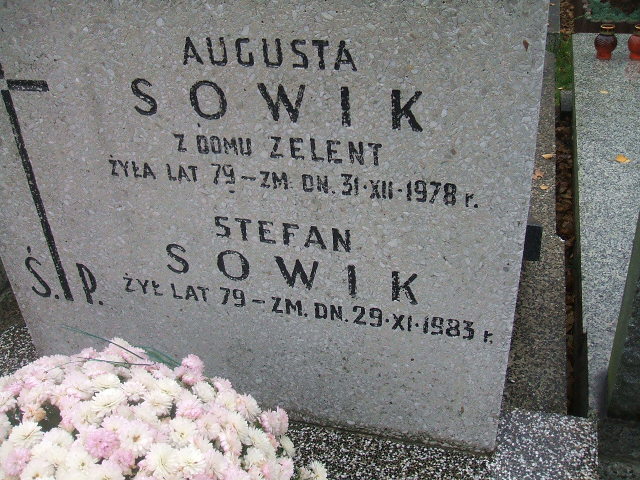 AUGUSTA
SOWIK
Z DOMU ZELENT
ŻYŁA LAT 79 - ZM. DN. 31·XII·1978 r.
STEFAN
SOWIK
ŻYŁ LAT 79 - ZM. DN. 29·XI·1983 r.
Ś.P.